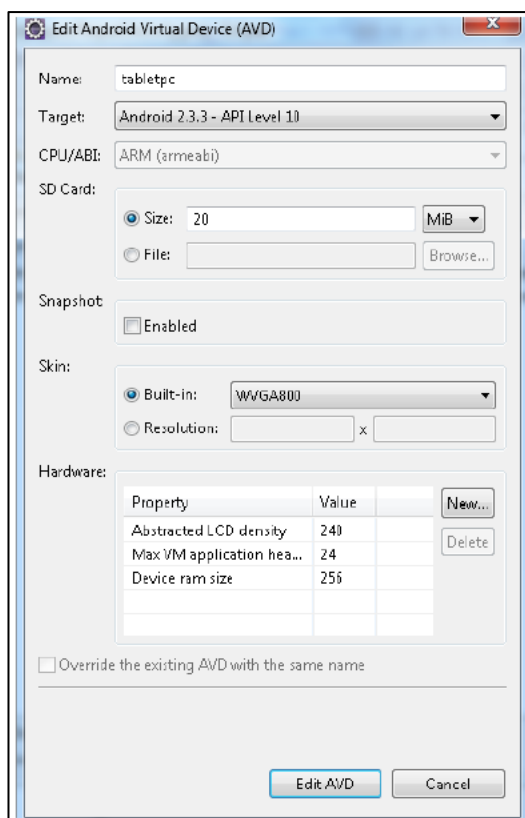 Edit Android Virtual Device (AVD)
Name: tabletpc
Target: Android 2.3.3 - API Level 10
CPU/ABI: ARM (armeabi)
SD Card:
Size: 20 MiB
File: Browse...
Snapshot
Enabled
Skin:
Built-in: WVGA800
Resolution: x
Hardware:
Property Value New...
Abstracted LCD density 240 Delete
Max VM application hea... 24
Device ram size 256
Override the existing AVD with the same name
Edit AVD Cancel